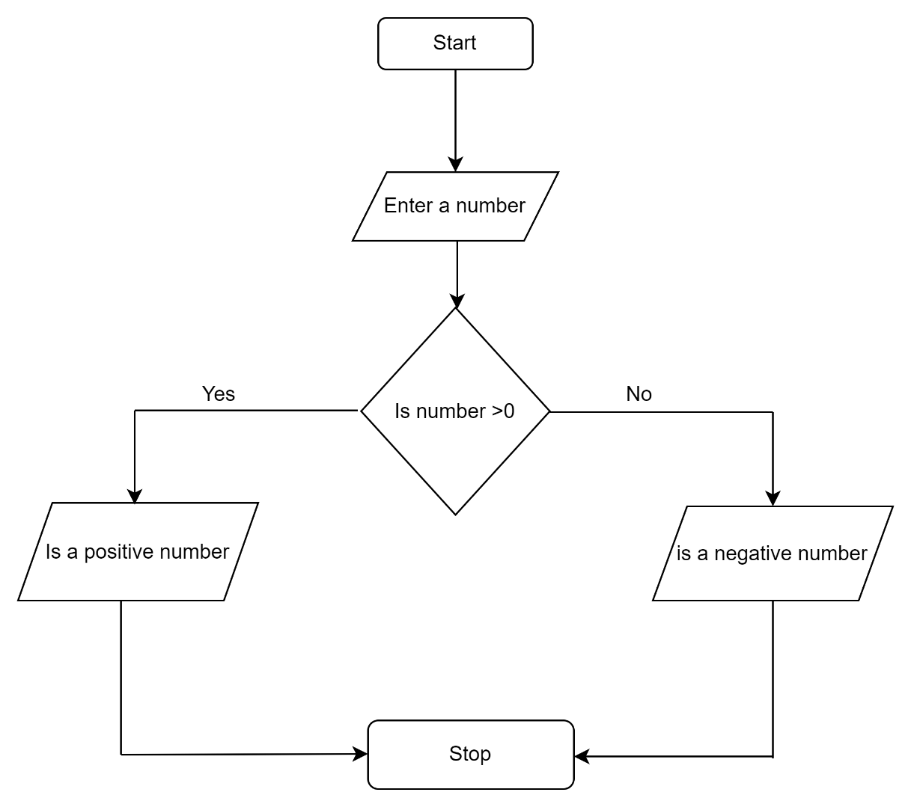 Start
Enter a number
Is number >0
Yes
No
Is a positive number
is a negative number
Stop